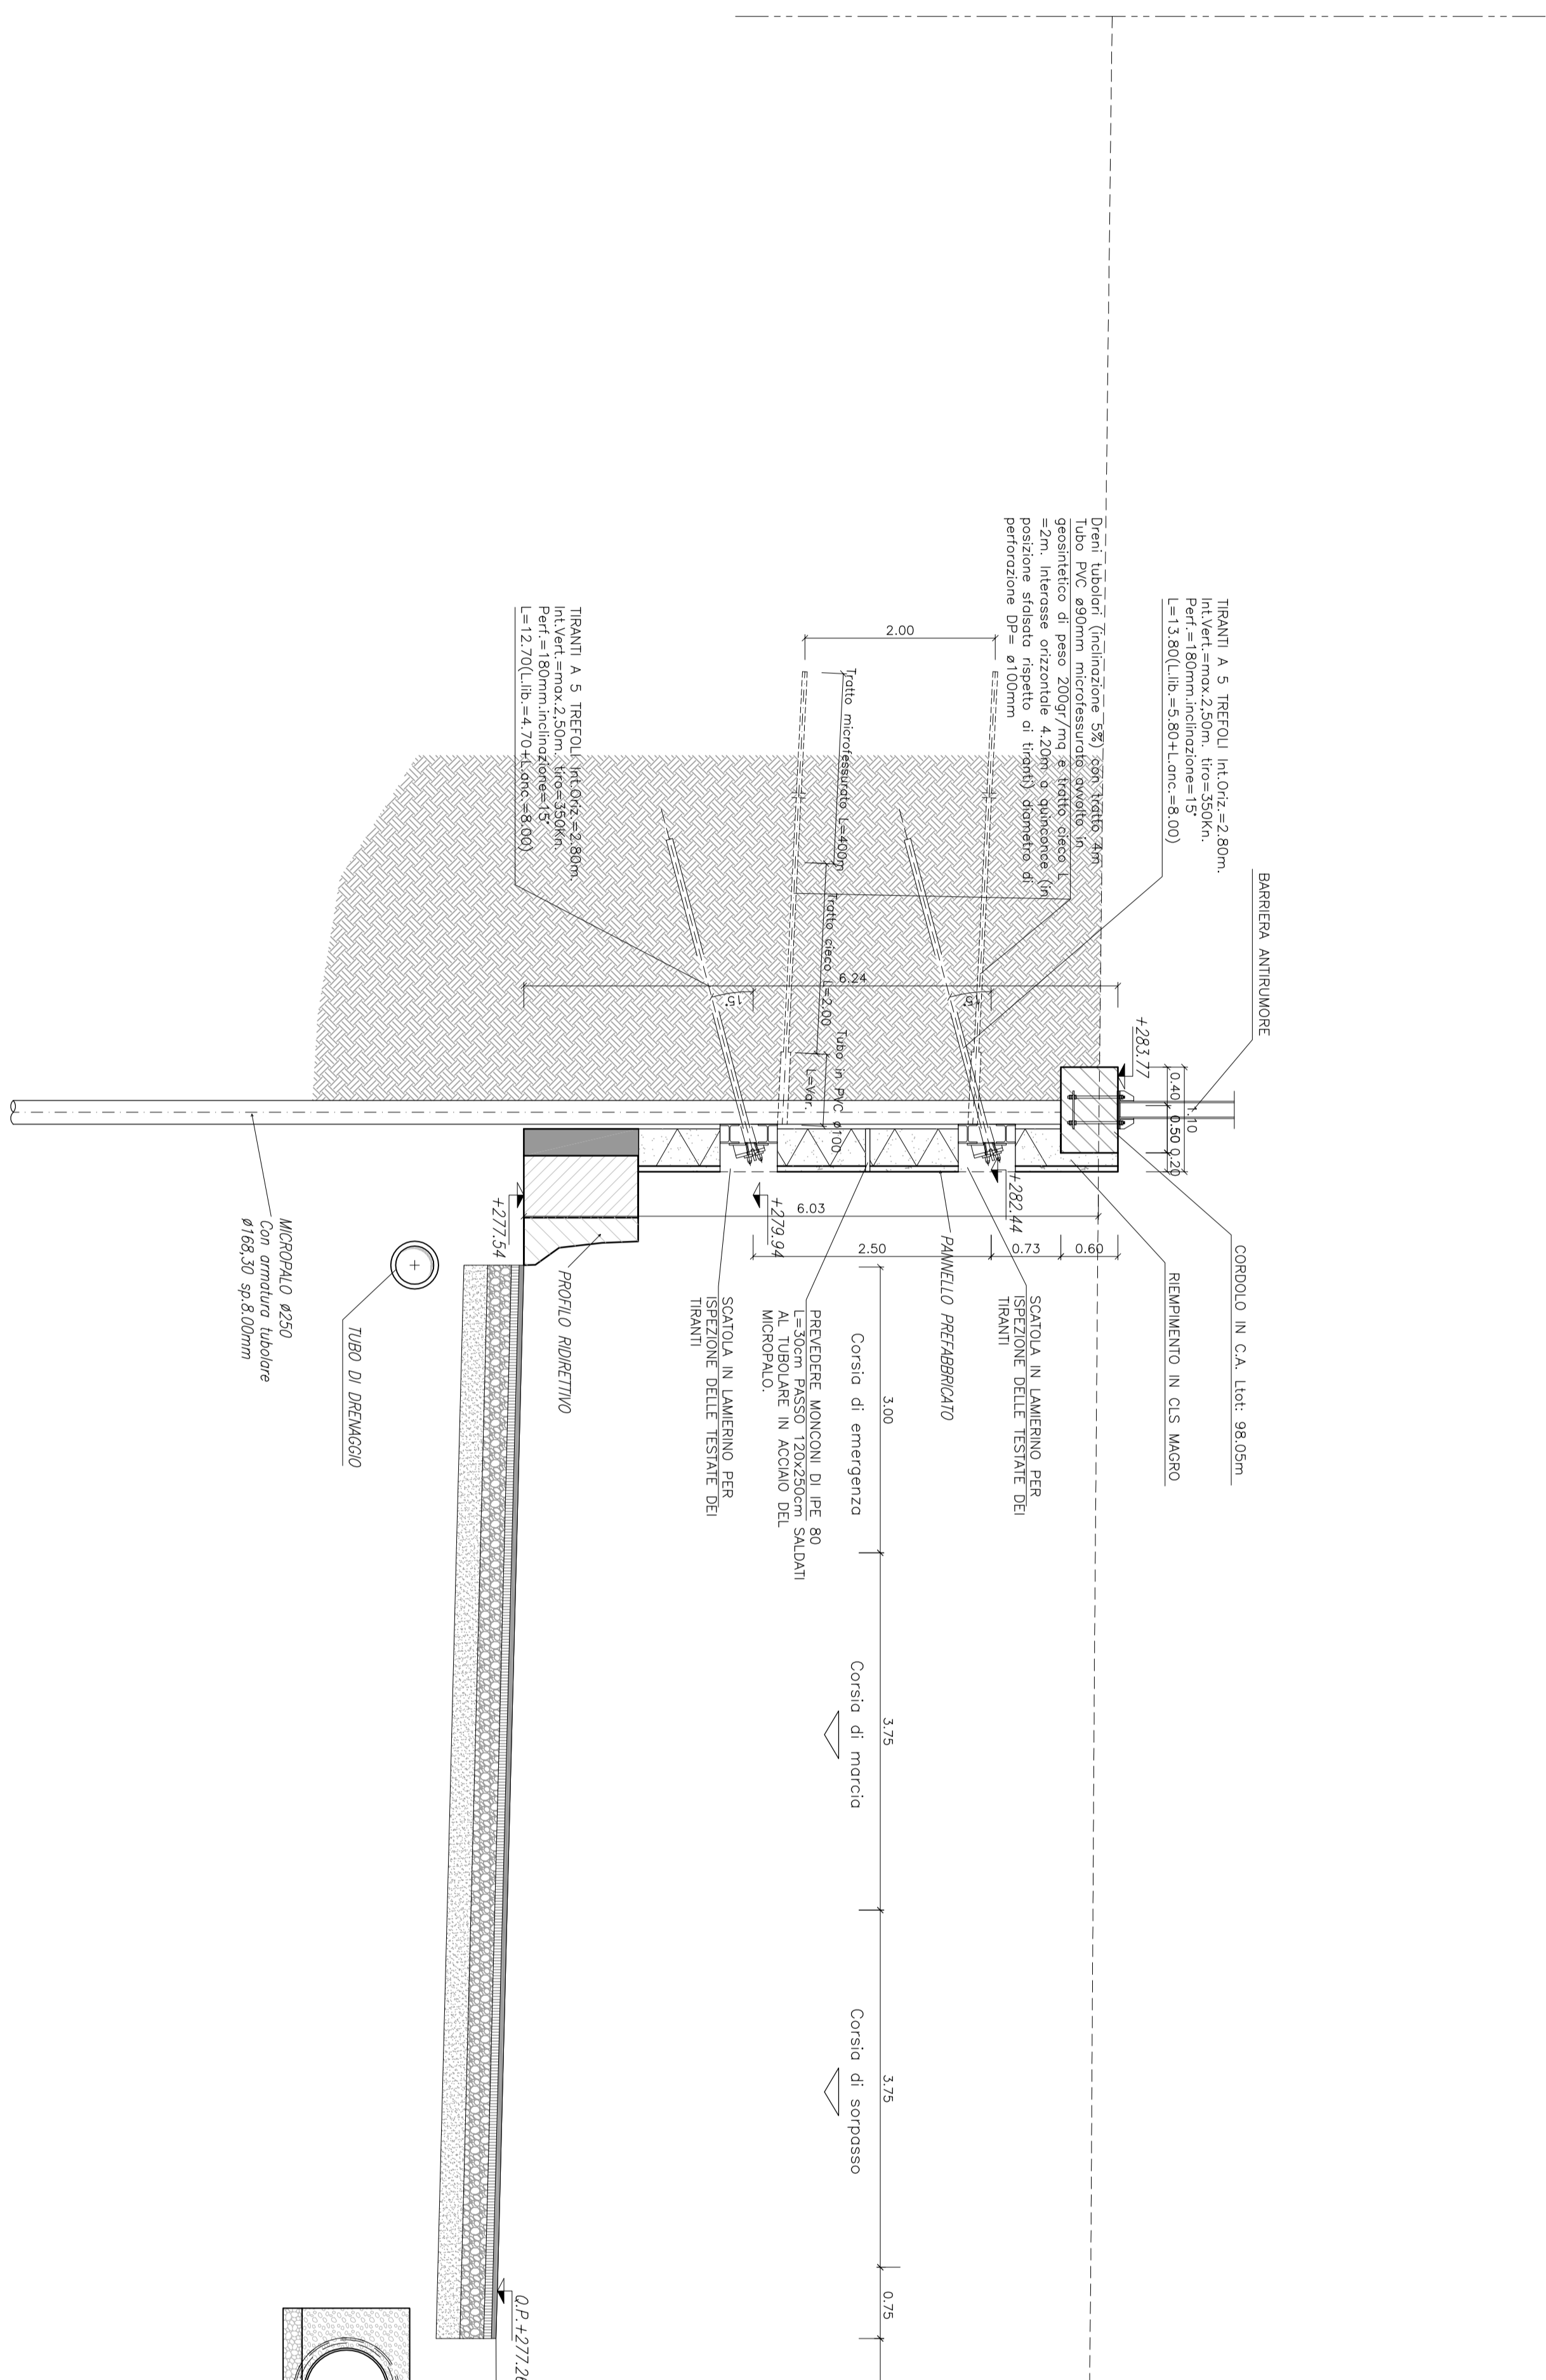 BARRIERA ANTIRUMORE
TIRANTI A 5 TREFOLI Int.Oriz.=2.80m.
Int.Vert.=max.2,50m. tiro=350Kn.
Perf.=180mm.inclinazione=15°
L=13.80(L.lib.=5.80+L.anc.=8.00)
Dreni tubolari (inclinazione 5%) con tratto 4m
Tubo PVC ø90mm microfessurato avvolto in
geosintetico di peso 200gr/mq e tratto cieco L
=2m. Interasse orizzontale 4.20m a quinconce (in
posizione sfalsata rispetto ai tiranti) diametro di
perforazione DP= ø100mm
2.00
Tratto microfessurato L=400m
Tratto cieco L=2.00
Tubo in PVC ø100
L=Var.
TIRANTI A 5 TREFOLI Int.Oriz.=2.80m.
Int.Vert.=max.2,50m. tiro=350Kn.
Perf.=180mm.inclinazione=15°
L=12.70(L.lib.=4.70+L.anc.=8.00)
6.24
15°
15°
+283.77
1.10
0.40
0.50
0.20
CORDOLO IN C.A. Ltot: 98.05m
RIEMPIMENTO IN CLS MAGRO
+282.44
0.60
0.73
2.50
6.03
+279.94
+277.54
SCATOLA IN LAMIERINO PER
ISPEZIONE DELLE TESTATE DEI
TIRANTI
PANNELLO PREFABBRICATO
PREVEDERE MONCONI DI IPE 80
L=30cm PASSO 120x250cm SALDATI
AL TUBOLARE IN ACCIAIO DEL
MICROPALO.
SCATOLA IN LAMIERINO PER
ISPEZIONE DELLE TESTATE DEI
TIRANTI
PROFILO RIDIRETTIVO
TUBO DI DRENAGGIO
MICROPALO ø250
Con armatura tubolare
ø168,30 sp.8.00mm
3.00
Corsia di emergenza
3.75
Corsia di marcia
3.75
Corsia di sorpasso
0.75
Q.P.+277.26